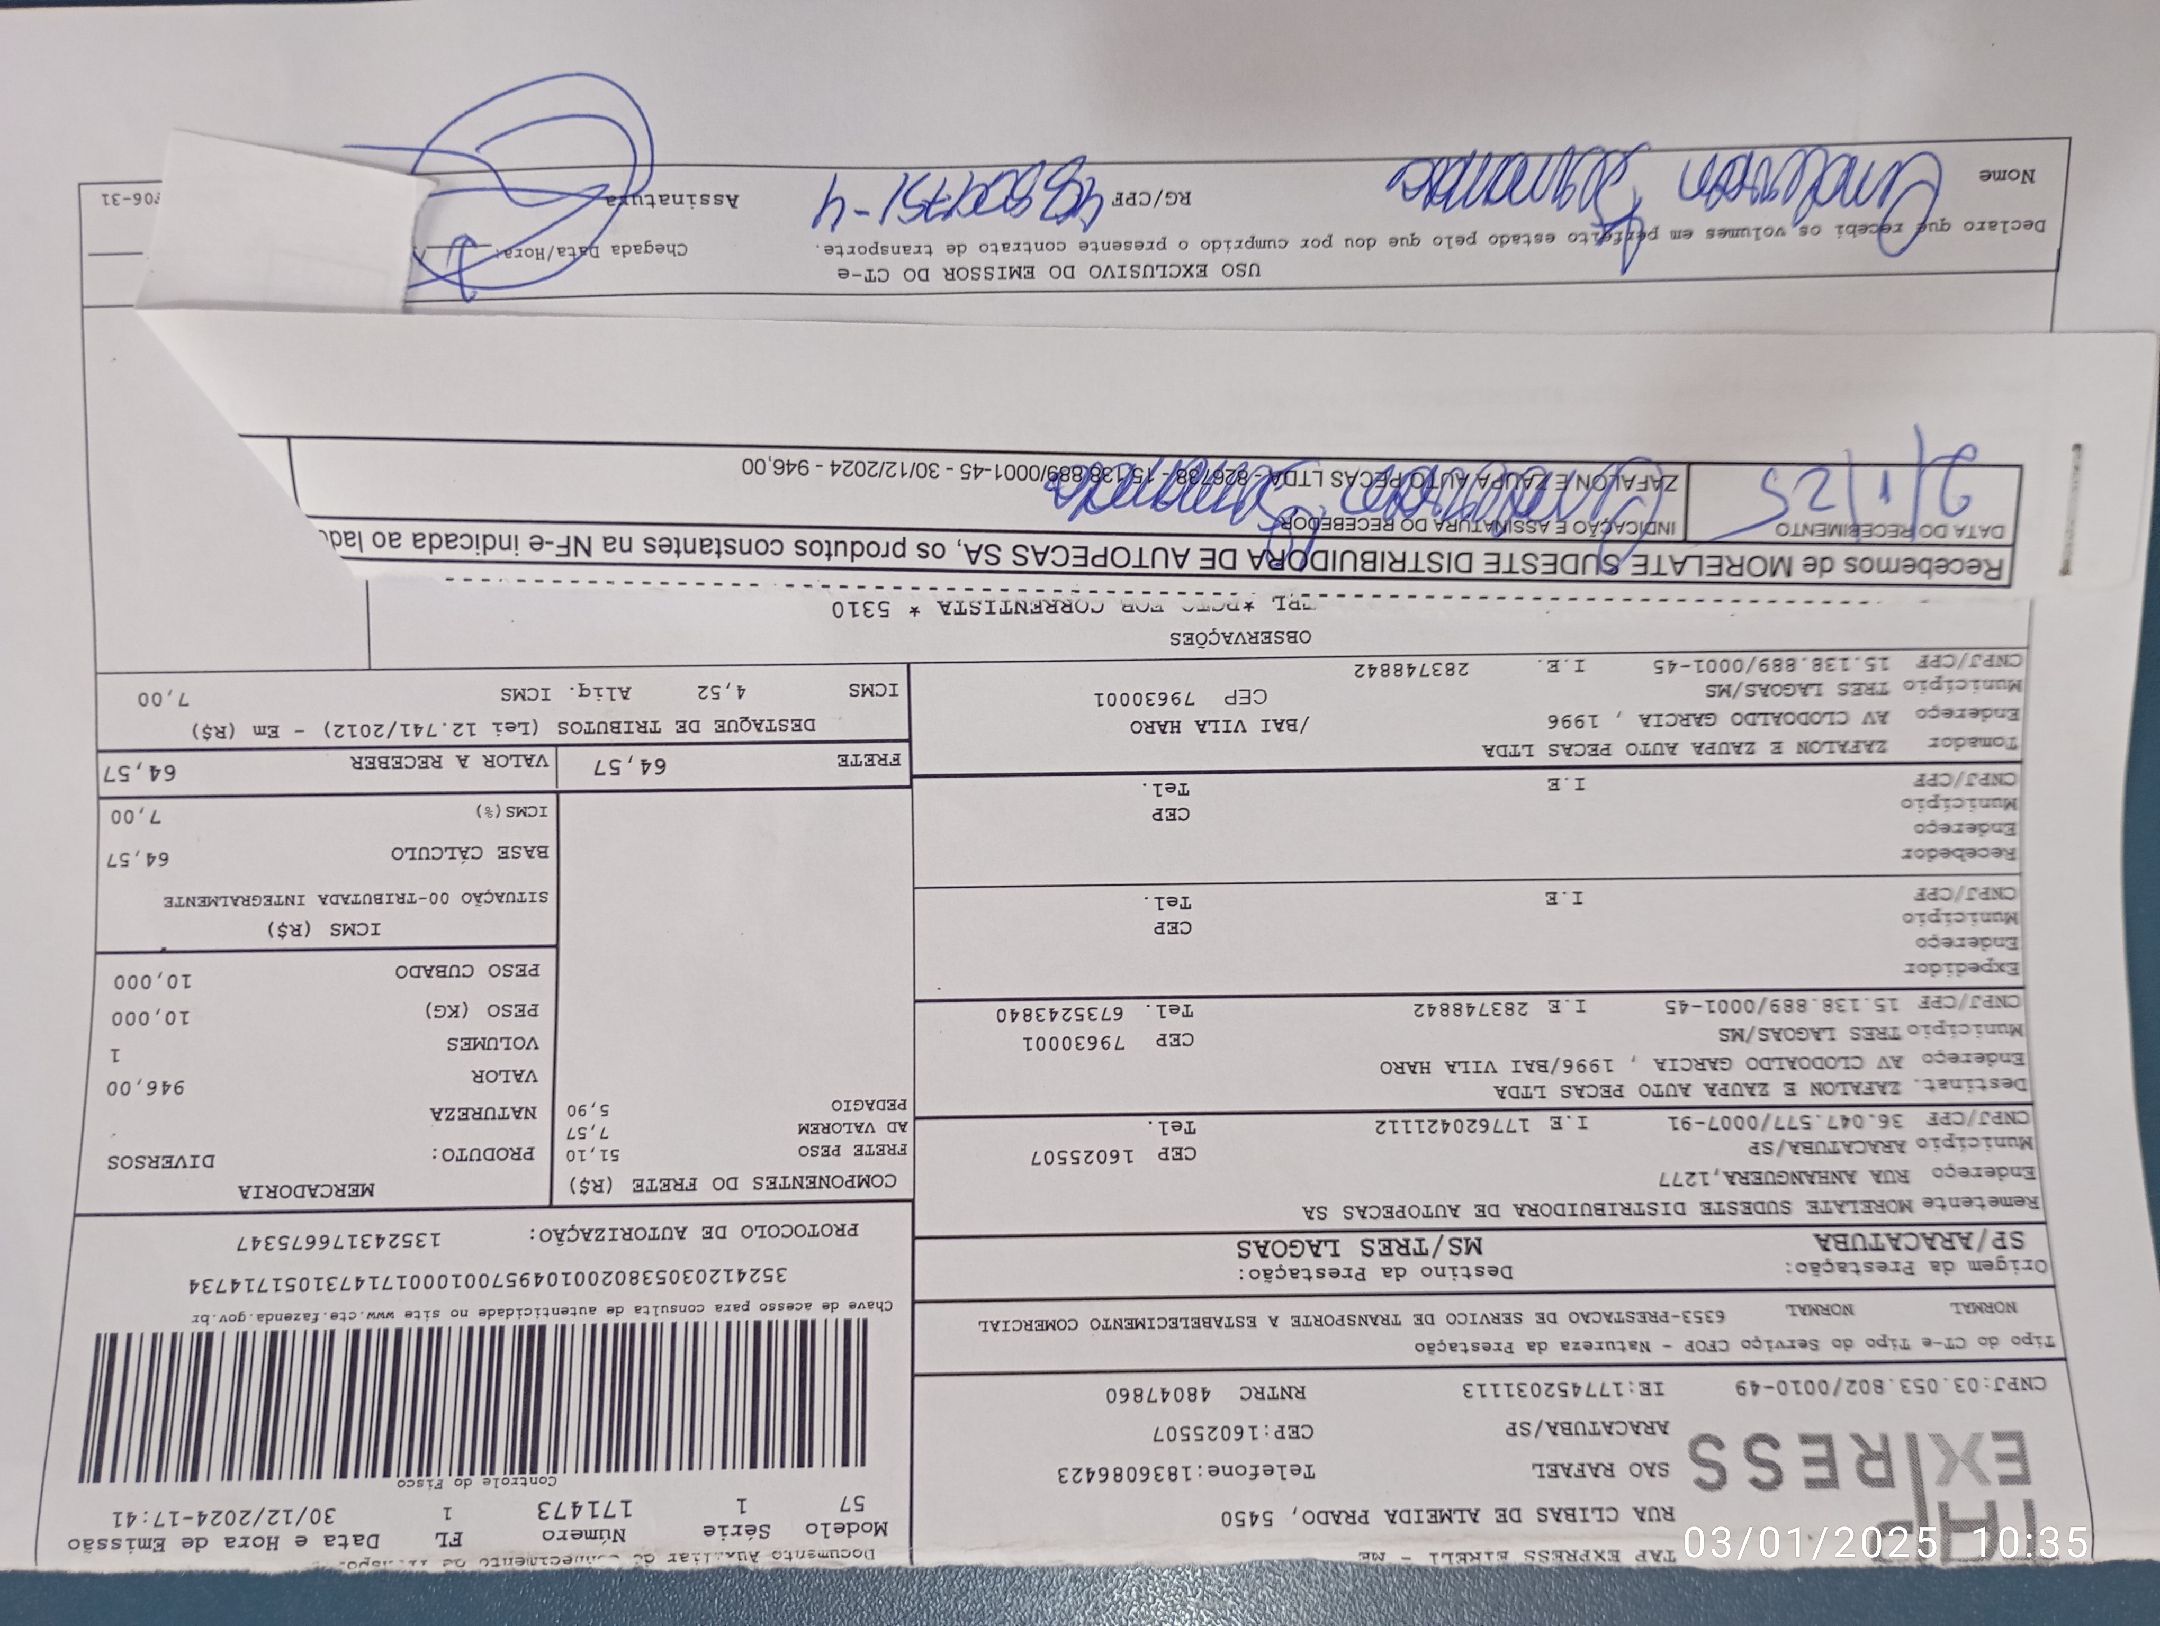 TAP EXPRESS EIRELI - ME
TAP
EXPRESS
RUA CLIBAS DE ALMEIDA PRADO, 5450
SAO RAFAEL Telefone:1836086423
ARACATUBA/SP CEP:16025507
CNPJ:03.053.802/0010-49 IE:177452031113 RNTRC 48047860
Documento Auxiliar de Conhecimento de
Modelo Série Número FL Data e Hora de Emissão
57 1 171473 1 30/12/2024-17:41
Controle do Fisco
Chave de acesso para consulta de autenticidade no site www.cte.fazenda.gov.br
35241203053802001049570010001714731051714734
PROTOCOLO DE AUTORIZAÇÃO: 135243176675347
Tipo do CT-e Tipo do Serviço CFOP - Natureza da Prestação
NORMAL NORMAL 6353-PRESTACAO DE SERVICO DE TRANSPORTE A ESTABELECIMENTO COMERCIAL
Origem da Prestação: Destino da Prestação:
SP/ARACATUBA MS/TRES LAGOAS
Remetente MORELATE SUDESTE DISTRIBUIDORA DE AUTOPECAS SA
Endereço RUA ANHANGUERA,1277
Município ARACATUBA/SP CEP 16025507
CNPJ/CPF 36.047.577/0007-91 I.E 177620421112 Tel.
Destinat. ZAFALON E ZAUPA AUTO PECAS LTDA
Endereço AV CLODOALDO GARCIA , 1996/BAI VILA HARO
Município TRES LAGOAS/MS CEP 79630001
CNPJ/CPF 15.138.889/0001-45 I.E 283748842 Tel. 6735243840
Expedidor
Endereço
Município CEP
CNPJ/CPF I.E Tel.
Recebedor
Endereço
Município CEP
CNPJ/CPF I.E Tel.
Tomador ZAFALON E ZAUPA AUTO PECAS LTDA
Endereço AV CLODOALDO GARCIA , 1996 /BAI VILA HARO
Município TRES LAGOAS/MS CEP 79630001
CNPJ/CPF 15.138.889/0001-45 I.E. 283748842
COMPONENTES DO FRETE (R$)
FRETE PESO 51,10
AD VALOREM 7,57
PEDAGIO 5,90
MERCADORIA
PRODUTO: DIVERSOS
NATUREZA
VALOR 946,00
VOLUMES 1
PESO (KG) 10,000
PESO CUBADO 10,000
ICMS (R$)
SITUAÇÃO 00-TRIBUTADA INTEGRALMENTE
BASE CÁLCULO 64,57
ICMS(%) 7,00
FRETE 64,57 VALOR A RECEBER 64,57
DESTAQUE DE TRIBUTOS (Lei 12.741/2012) - Em (R$)
ICMS 4,52 Aliq. ICMS 7,00
OBSERVAÇÕES
CORRENTISTA * 5310
Recebemos de MORELATE SUDESTE DISTRIBUIDORA DE AUTOPECAS SA, os produtos constantes na NF-e indicada ao lado
DATA DO RECEBIMENTO INDICAÇÃO E ASSINATURA DO RECEBEDOR
2/1/25 ZAFALON E ZAUPA AUTO PECAS LTDA - 826738 - 15.138.889/0001-45 - 30/12/2024 - 946,00
USO EXCLUSIVO DO EMISSOR DO CT-e
Declaro que recebi os volumes em perfeito estado pelo que dou por cumprido o presente contrato de transporte.
Chegada Data/Hora:
Nome Anderson RG/CPF Assinatura
706-31
03/01/2025 10:35